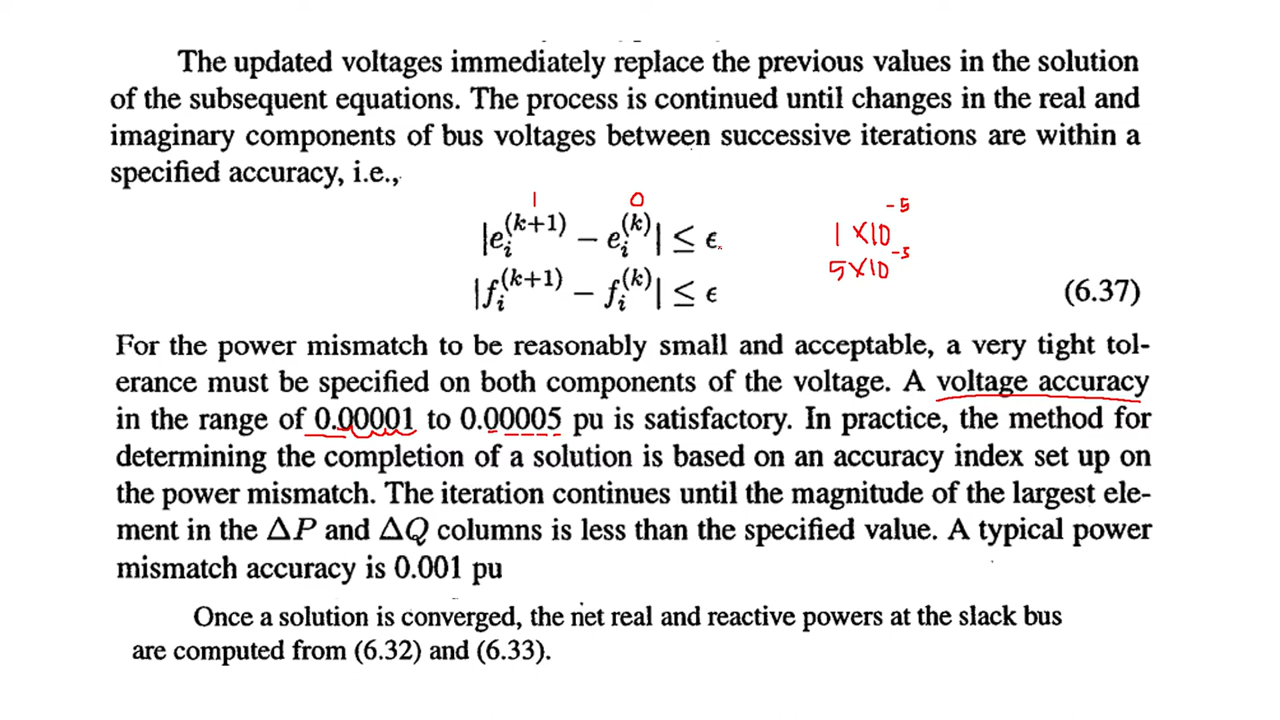 The updated voltages immediately replace the previous values in the solution
of the subsequent equations. The process is continued until changes in the real and
imaginary components of bus voltages between successive iterations are within a
specified accuracy, i.e.,
1 0
|e_i^{(k+1)} − e_i^{(k)}| ≤ ϵ
1 ×10^{-5}
5×10^{-5}
|f_i^{(k+1)} − f_i^{(k)}| ≤ ϵ (6.37)
For the power mismatch to be reasonably small and acceptable, a very tight tol-
erance must be specified on both components of the voltage. A voltage accuracy
in the range of 0.00001 to 0.00005 pu is satisfactory. In practice, the method for
determining the completion of a solution is based on an accuracy index set up on
the power mismatch. The iteration continues until the magnitude of the largest ele-
ment in the ΔP and ΔQ columns is less than the specified value. A typical power
mismatch accuracy is 0.001 pu
Once a solution is converged, the net real and reactive powers at the slack bus
are computed from (6.32) and (6.33).